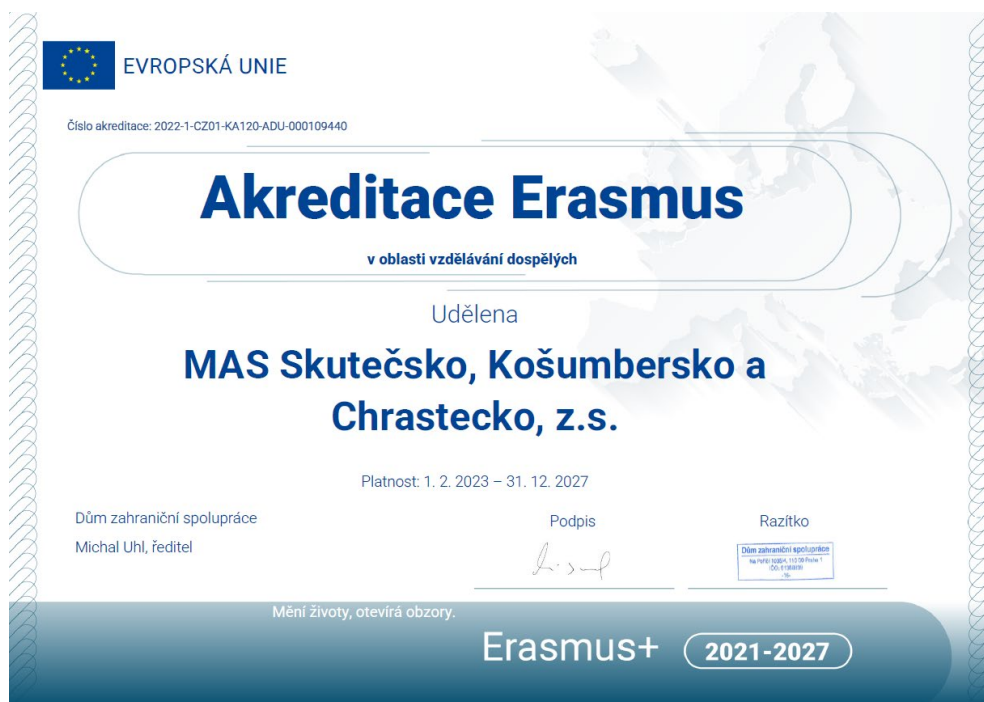 EVROPSKÁ UNIE
Číslo akreditace: 2022-1-CZ01-KA120-ADU-000109440
Akreditace Erasmus
v oblasti vzdělávání dospělých
Udělena
MAS Skutečsko, Košumbersko a
Chrastecko, z.s.
Platnost: 1. 2. 2023 – 31. 12. 2027
Dům zahraniční spolupráce
Michal Uhl, ředitel
Podpis
Razítko
Dům zahraniční spolupráce
Mění životy, otevírá obzory.
Erasmus+
2021-2027